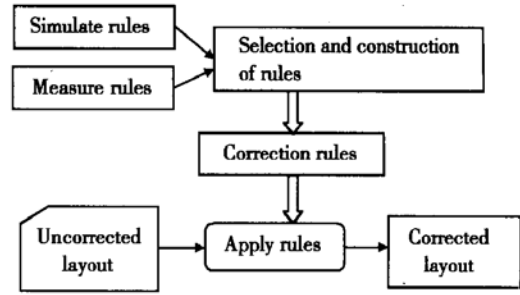 Simulate rules
Measure rules
Selection and construction
of rules
Correction rules
Uncorrected
layout
Apply rules
Corrected
layout